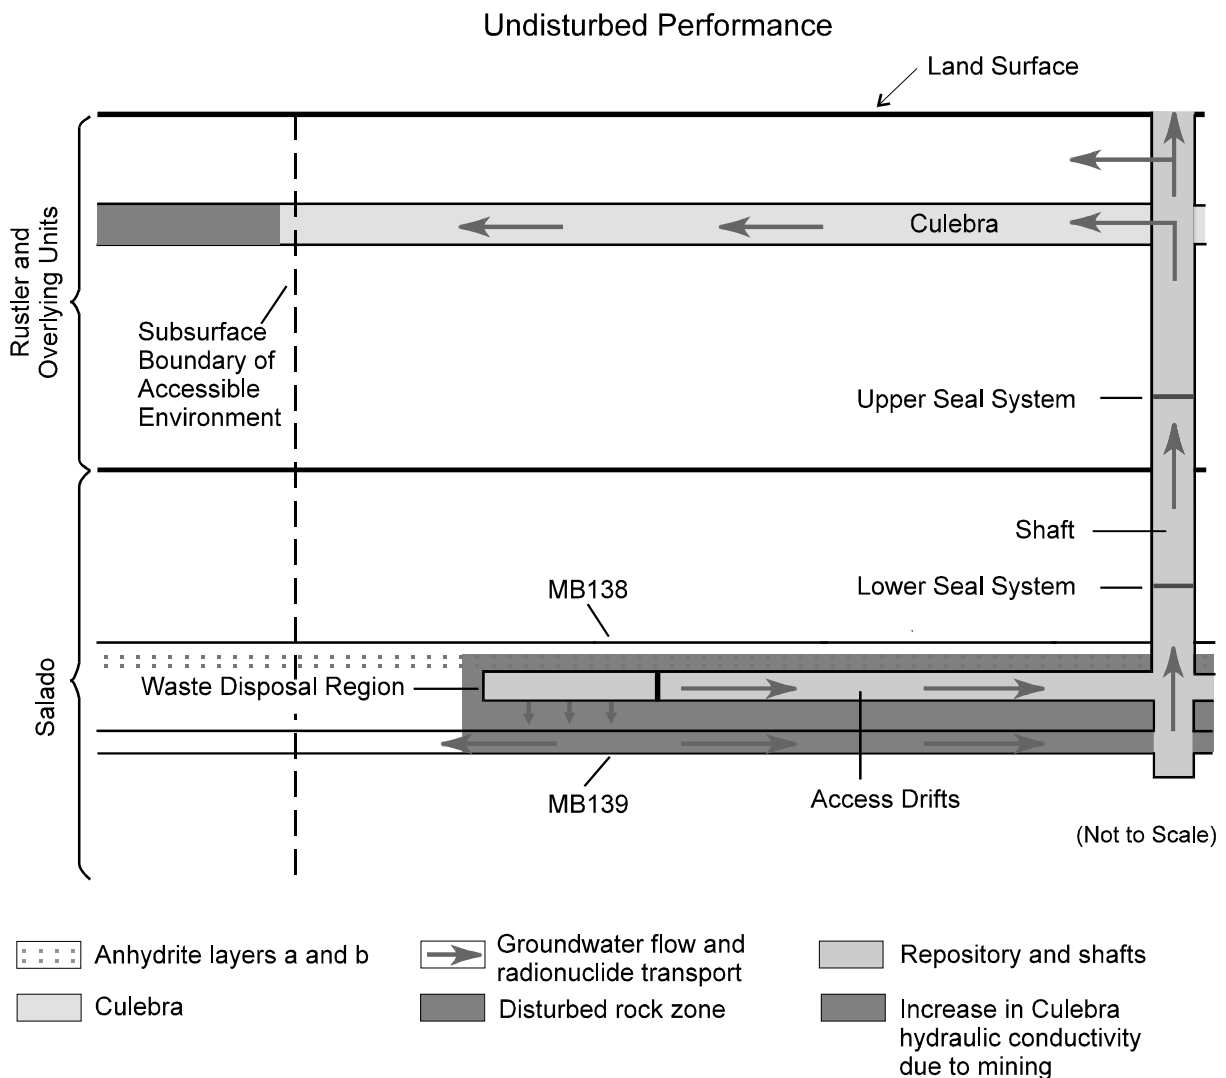 Undisturbed Performance
Land Surface
Rustler and
Overlying Units
Culebra
Subsurface
Boundary of
Accessible
Environment
Upper Seal System
Shaft
Lower Seal System
MB138
Salado
Waste Disposal Region
MB139
Access Drifts
(Not to Scale)
Anhydrite layers a and b
Culebra
Groundwater flow and
radionuclide transport
Disturbed rock zone
Repository and shafts
Increase in Culebra
hydraulic conductivity
due to mining